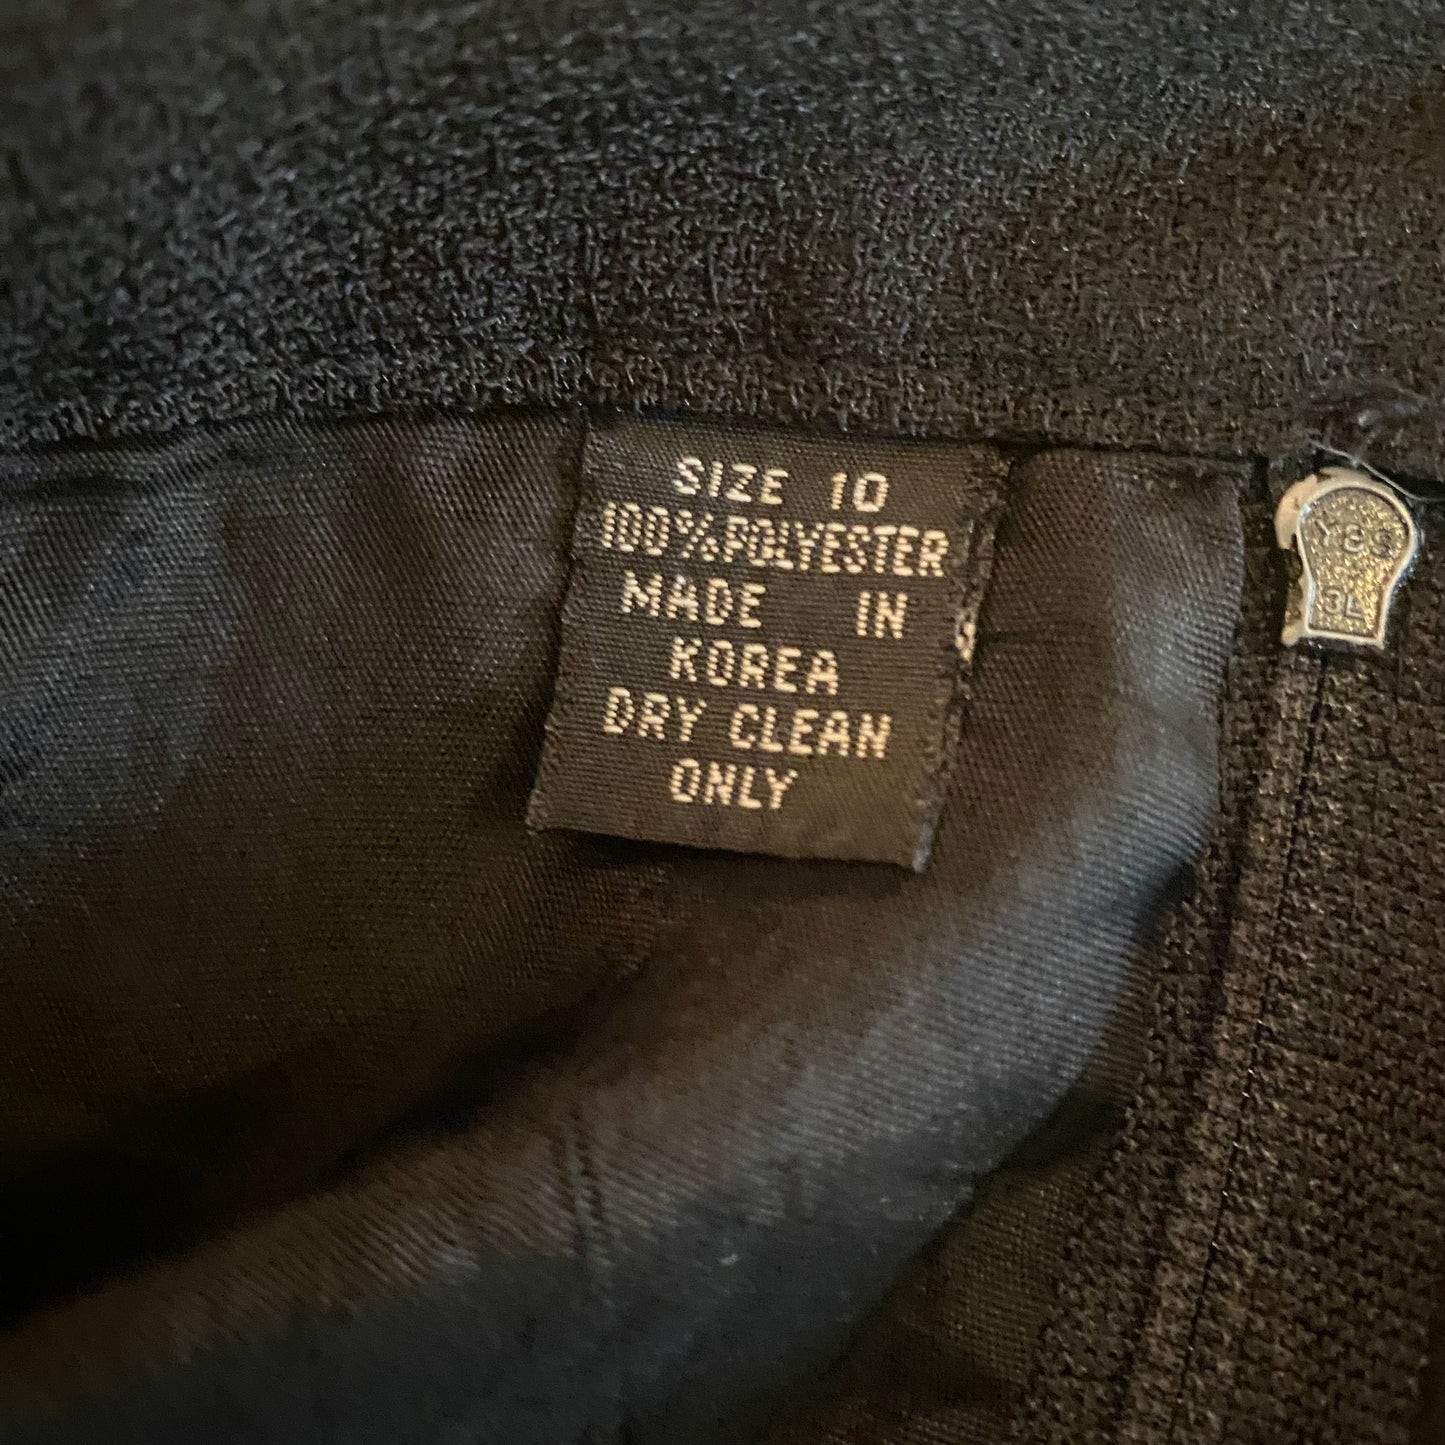 SIZE 10
100% POLYESTER
MADE IN
KOREA
DRY CLEAN
ONLY